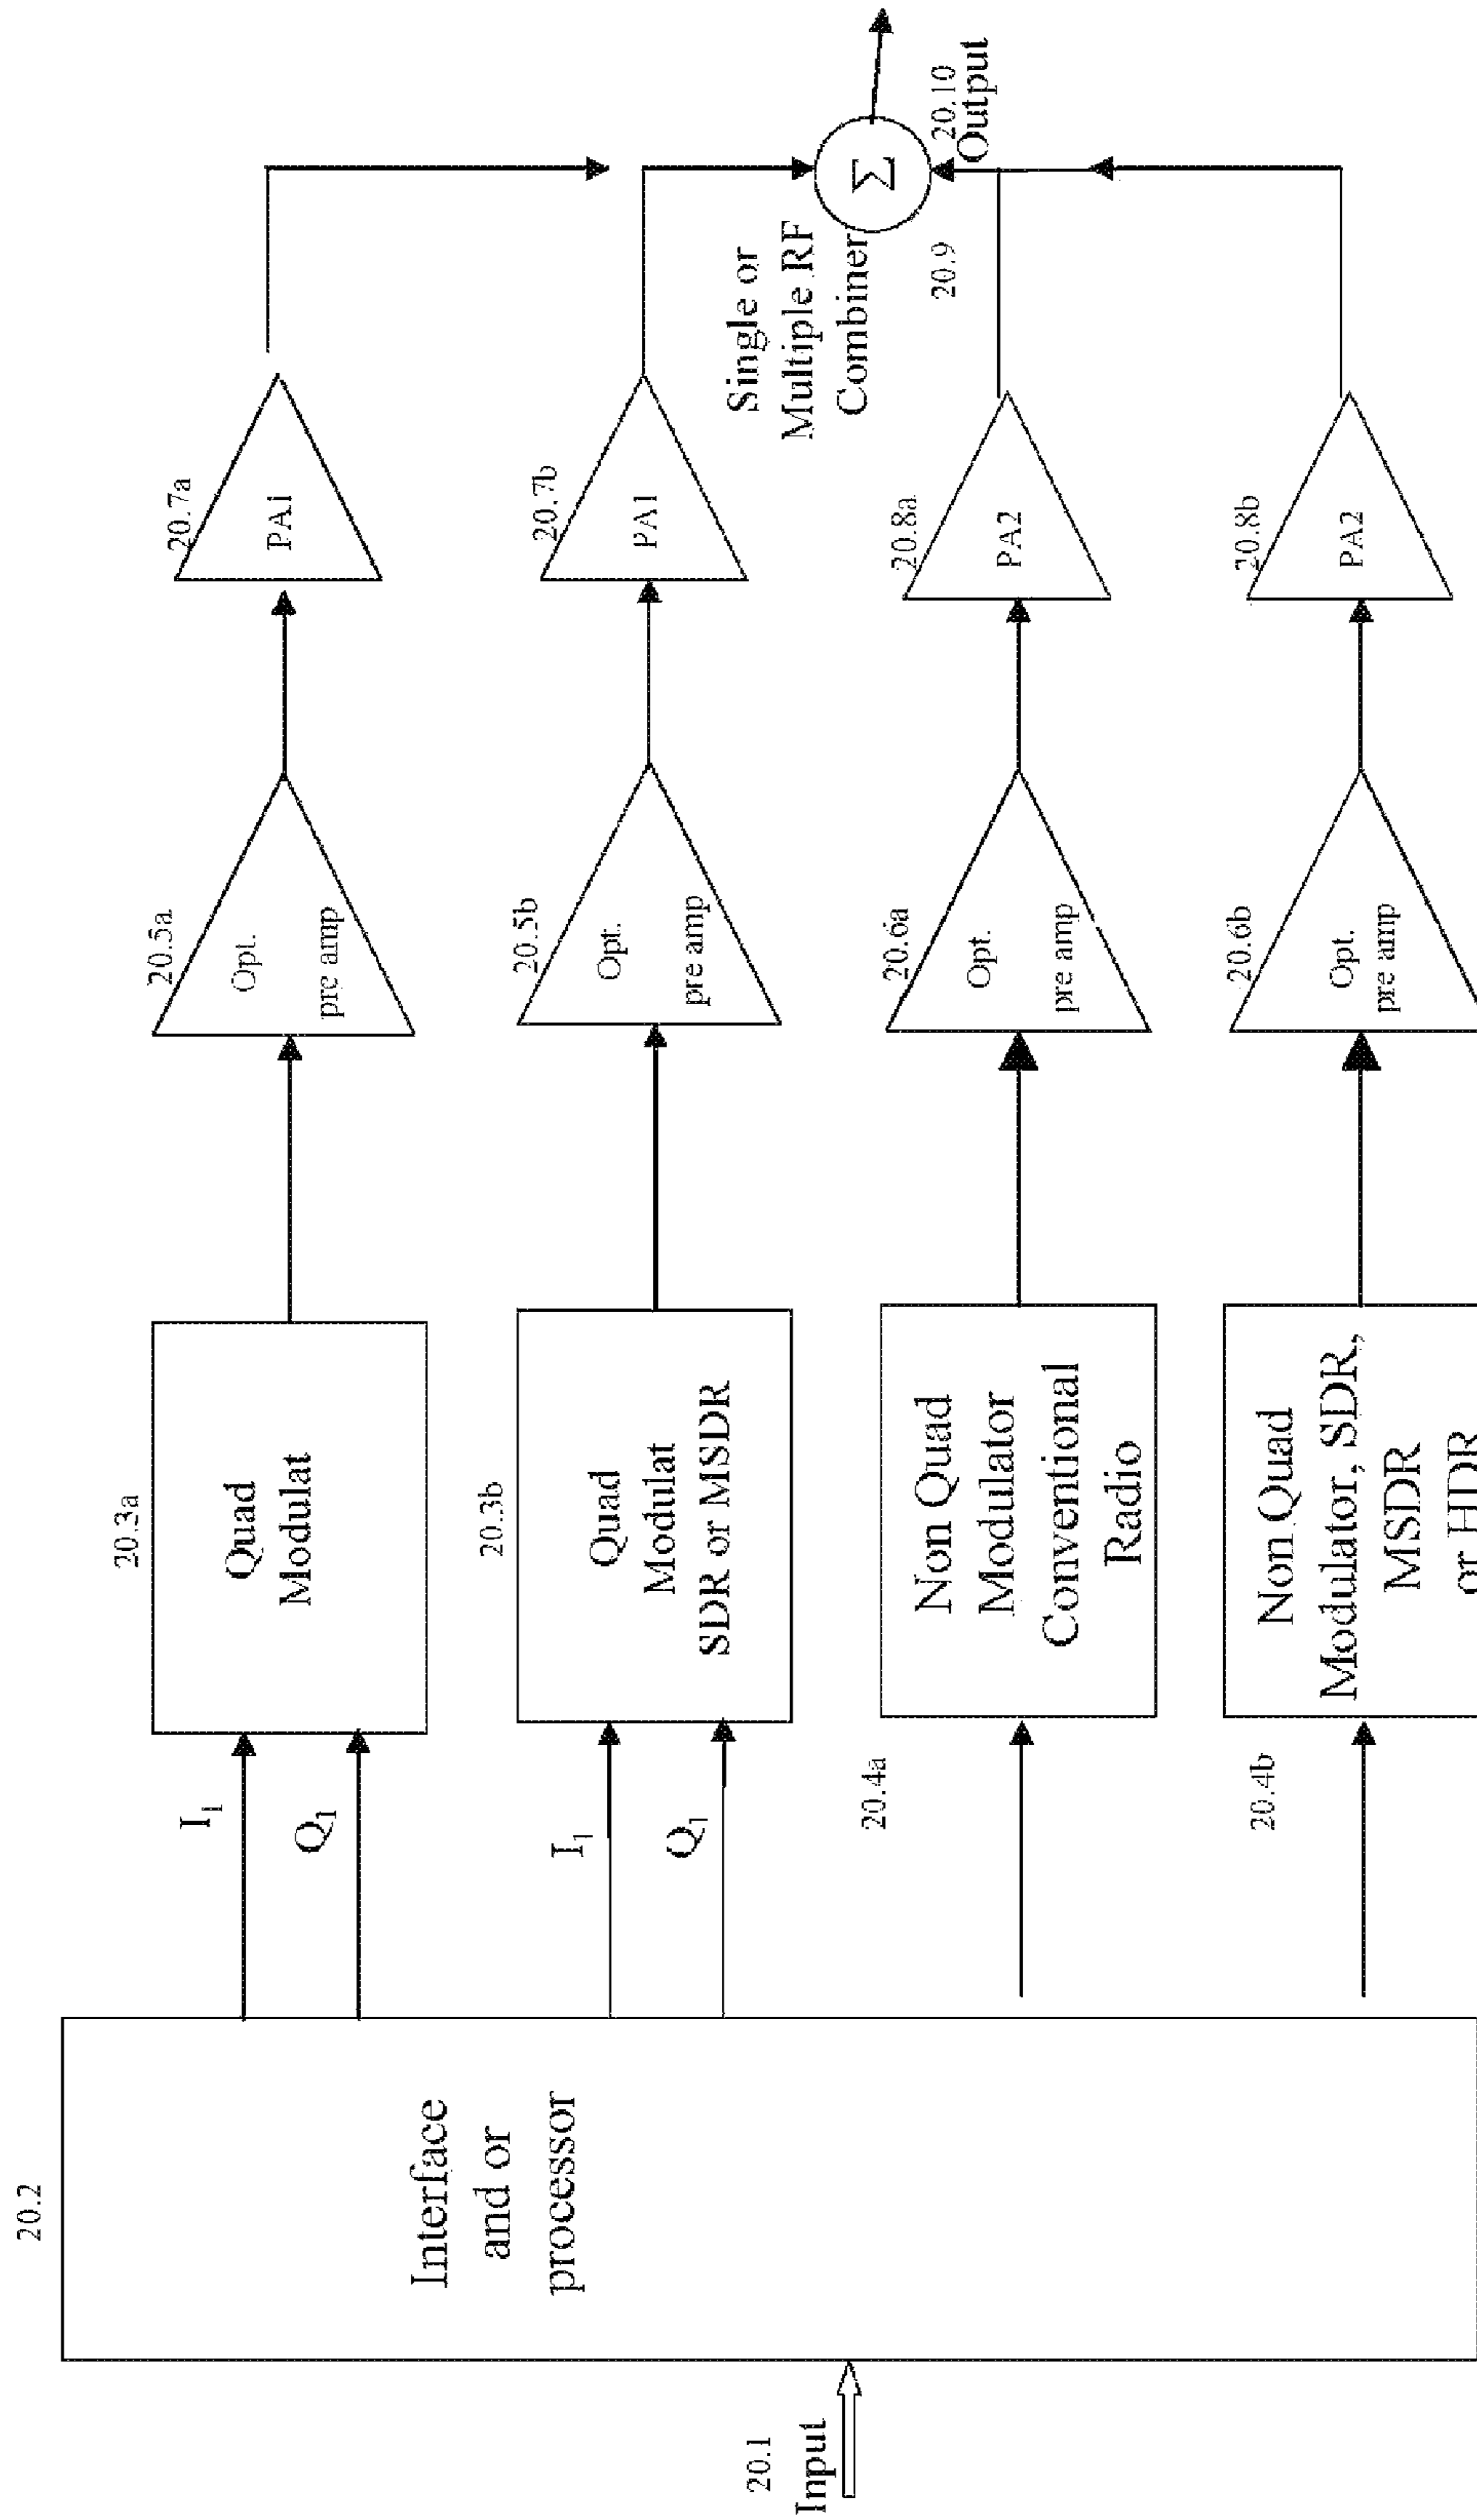 20.1
Input
20.2
Interface
and or
processor
I1
Q1
20.3a
Quad
Modulat
20.5a
Opt.
pre amp
20.7a
PA1
I1
Q1
20.3b
Quad
Modulat
SDR or MSDR
20.5b
Opt.
pre amp
20.7b
PA1
Single or
Multiple RF
Combiner
Σ
20.9
20.10
Output
20.4a
Non Quad
Modulator
Conventional
Radio
20.6a
Opt.
pre amp
20.8a
PA2
20.4b
Non Quad
Modulator, SDR,
MSDR
or HDR
20.6b
Opt.
pre amp
20.8b
PA2